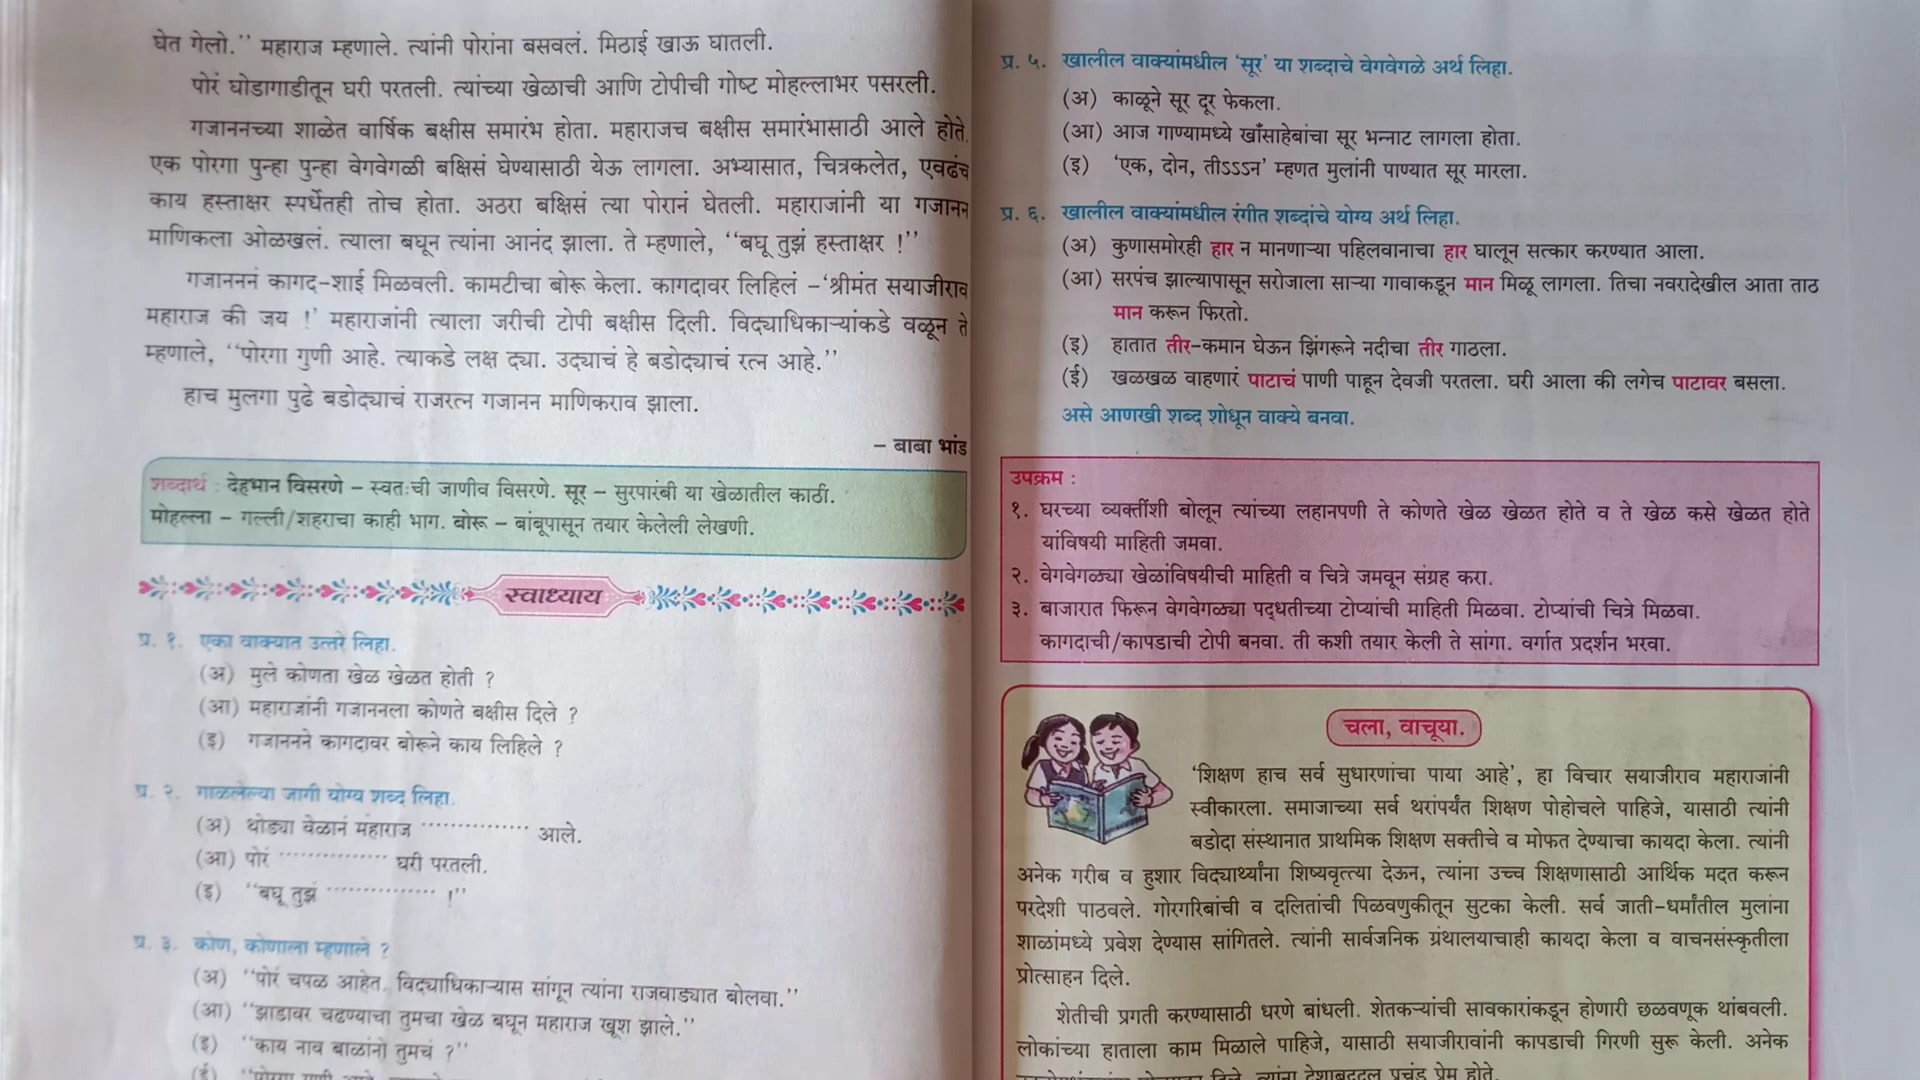 घेत गेलो.’’ महाराज म्हणाले. त्यांनी पोरांना बसवलं. मिठाई खाऊ घातली.
पोरं घोडागाडीतून घरी परतली. त्यांच्या खेळाची आणि टोपीची गोष्ट मोहल्लाभर पसरली.
गजाननच्या शाळेत वार्षिक बक्षीस समारंभ होता. महाराजच बक्षीस समारंभासाठी आले होते.
एक पोरगा पुन्हा पुन्हा वेगवेगळी बक्षिसं घेण्यासाठी येऊ लागला. अभ्यासात, चित्रकलेत, एवढंच
काय हस्ताक्षर स्पर्धेतही तोच होता. अठरा बक्षिसं त्या पोरानं घेतली. महाराजांनी या गजानन
माणिकला ओळखलं. त्याला बघून त्यांना आनंद झाला. ते म्हणाले, ‘‘बघू तुझं हस्ताक्षर !’’
गजानननं कागद-शाई मिळवली. कामटीचा बोरू केला. कागदावर लिहिलं –‘श्रीमंत सयाजीराव
महाराज की जय !’ महाराजांनी त्याला जरीची टोपी बक्षीस दिली. विद्याधिकाऱ्यांकडे वळून ते
म्हणाले, ‘‘पोरगा गुणी आहे. त्याकडे लक्ष द्या. उद्याचं हे बडोद्याचं रत्न आहे.’’
हाच मुलगा पुढे बडोद्याचं राजरत्न गजानन माणिकराव झाला.
– बाबा भांड
शब्दार्थ : देहभान विसरणे – स्वतःची जाणीव विसरणे. सूर – सुरपारंबी या खेळातील काठी.
मोहल्ला – गल्ली/शहराचा काही भाग. बोरू – बांबूपासून तयार केलेली लेखणी.
स्वाध्याय
प्र. १. एका वाक्यात उत्तरे लिहा.
(अ) मुले कोणता खेळ खेळत होती ?
(आ) महाराजांनी गजाननला कोणते बक्षीस दिले ?
(इ) गजाननने कागदावर बोरूने काय लिहिले ?
प्र. २. गाळलेल्या जागी योग्य शब्द लिहा.
(अ) थोड्या वेळानं महाराज ............... आले.
(आ) पोरं ............... घरी परतली.
(इ) ‘‘बघू तुझं ............... !’’
प्र. ३. कोण, कोणाला म्हणाले ?
(अ) ‘‘पोरं चपळ आहेत. विद्याधिकाऱ्यास सांगून त्यांना राजवाड्यात बोलवा.’’
(आ) ‘‘झाडावर चढण्याचा तुमचा खेळ बघून महाराज खूश झाले.’’
(इ) ‘‘काय नाव बाळांनो तुमचं ?’’
प्र. ५. खालील वाक्यांमधील ‘सूर’ या शब्दाचे वेगवेगळे अर्थ लिहा.
(अ) काळूने सूर दूर फेकला.
(आ) आज गाण्यामध्ये खाँसाहेबांचा सूर भन्नाट लागला होता.
(इ) ‘एक, दोन, तीऽऽऽन’ म्हणत मुलांनी पाण्यात सूर मारला.
प्र. ६. खालील वाक्यांमधील रंगीत शब्दांचे योग्य अर्थ लिहा.
(अ) कुणासमोरही हार न मानणाऱ्या पहिलवानाचा हार घालून सत्कार करण्यात आला.
(आ) सरपंच झाल्यापासून सरोजाला साऱ्या गावाकडून मान मिळू लागला. तिचा नवरादेखील आता ताठ
मान करून फिरतो.
(इ) हातात तीर-कमान घेऊन झिंगरूने नदीचा तीर गाठला.
(ई) खळखळ वाहणारं पाटाचं पाणी पाहून देवजी परतला. घरी आला की लगेच पाटावर बसला.
असे आणखी शब्द शोधून वाक्ये बनवा.
उपक्रम :
१. घरच्या व्यक्तींशी बोलून त्यांच्या लहानपणी ते कोणते खेळ खेळत होते व ते खेळ कसे खेळत होते
यांविषयी माहिती जमवा.
२. वेगवेगळ्या खेळांविषयीची माहिती व चित्रे जमवून संग्रह करा.
३. बाजारात फिरून वेगवेगळ्या पद्धतीच्या टोप्यांची माहिती मिळवा. टोप्यांची चित्रे मिळवा.
कागदाची/कापडाची टोपी बनवा. ती कशी तयार केली ते सांगा. वर्गात प्रदर्शन भरवा.
चला, वाचूया.
‘शिक्षण हाच सर्व सुधारणांचा पाया आहे’, हा विचार सयाजीराव महाराजांनी
स्वीकारला. समाजाच्या सर्व थरांपर्यंत शिक्षण पोहोचले पाहिजे, यासाठी त्यांनी
बडोदा संस्थानात प्राथमिक शिक्षण सक्तीचे व मोफत देण्याचा कायदा केला. त्यांनी
अनेक गरीब व हुशार विद्यार्थ्यांना शिष्यवृत्त्या देऊन, त्यांना उच्च शिक्षणासाठी आर्थिक मदत करून
परदेशी पाठवले. गोरगरिबांची व दलितांची पिळवणुकीतून सुटका केली. सर्व जाती-धर्मांतील मुलांना
शाळांमध्ये प्रवेश देण्यास सांगितले. त्यांनी सार्वजनिक ग्रंथालयाचाही कायदा केला व वाचनसंस्कृतीला
प्रोत्साहन दिले.
शेतीची प्रगती करण्यासाठी धरणे बांधली. शेतकऱ्यांची सावकारांकडून होणारी छळवणूक थांबवली.
लोकांच्या हाताला काम मिळाले पाहिजे, यासाठी सयाजीरावांनी कापडाची गिरणी सुरू केली. अनेक
दिले. त्यांना देशाबद्दल प्रचंड प्रेम होते.